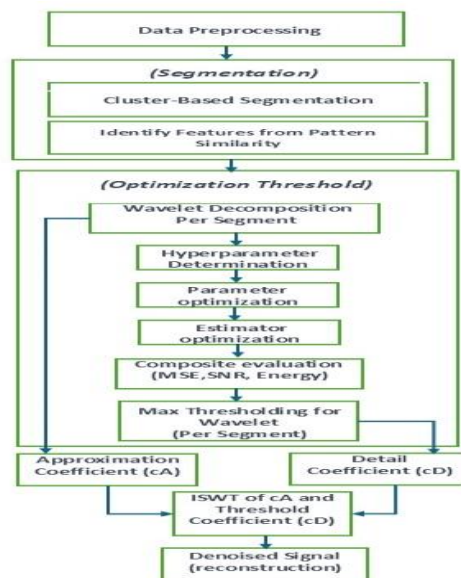 Data Preprocessing
(Segmentation)
Cluster-Based Segmentation
Identify Features from Pattern
Similarity
(Optimization Threshold)
Wavelet Decomposition
Per Segment
Hyperparameter
Determination
Parameter
optimization
Estimator
optimization
Composite evaluation
(MSE,SNR, Energy)
Max Thresholding for
Wavelet
(Per Segment)
Approximation
Coefficient (cA)
Detail
Coefficient (cD)
ISWT of cA and
Threshold
Coefficient (cD)
Denoised Signal
(reconstruction)